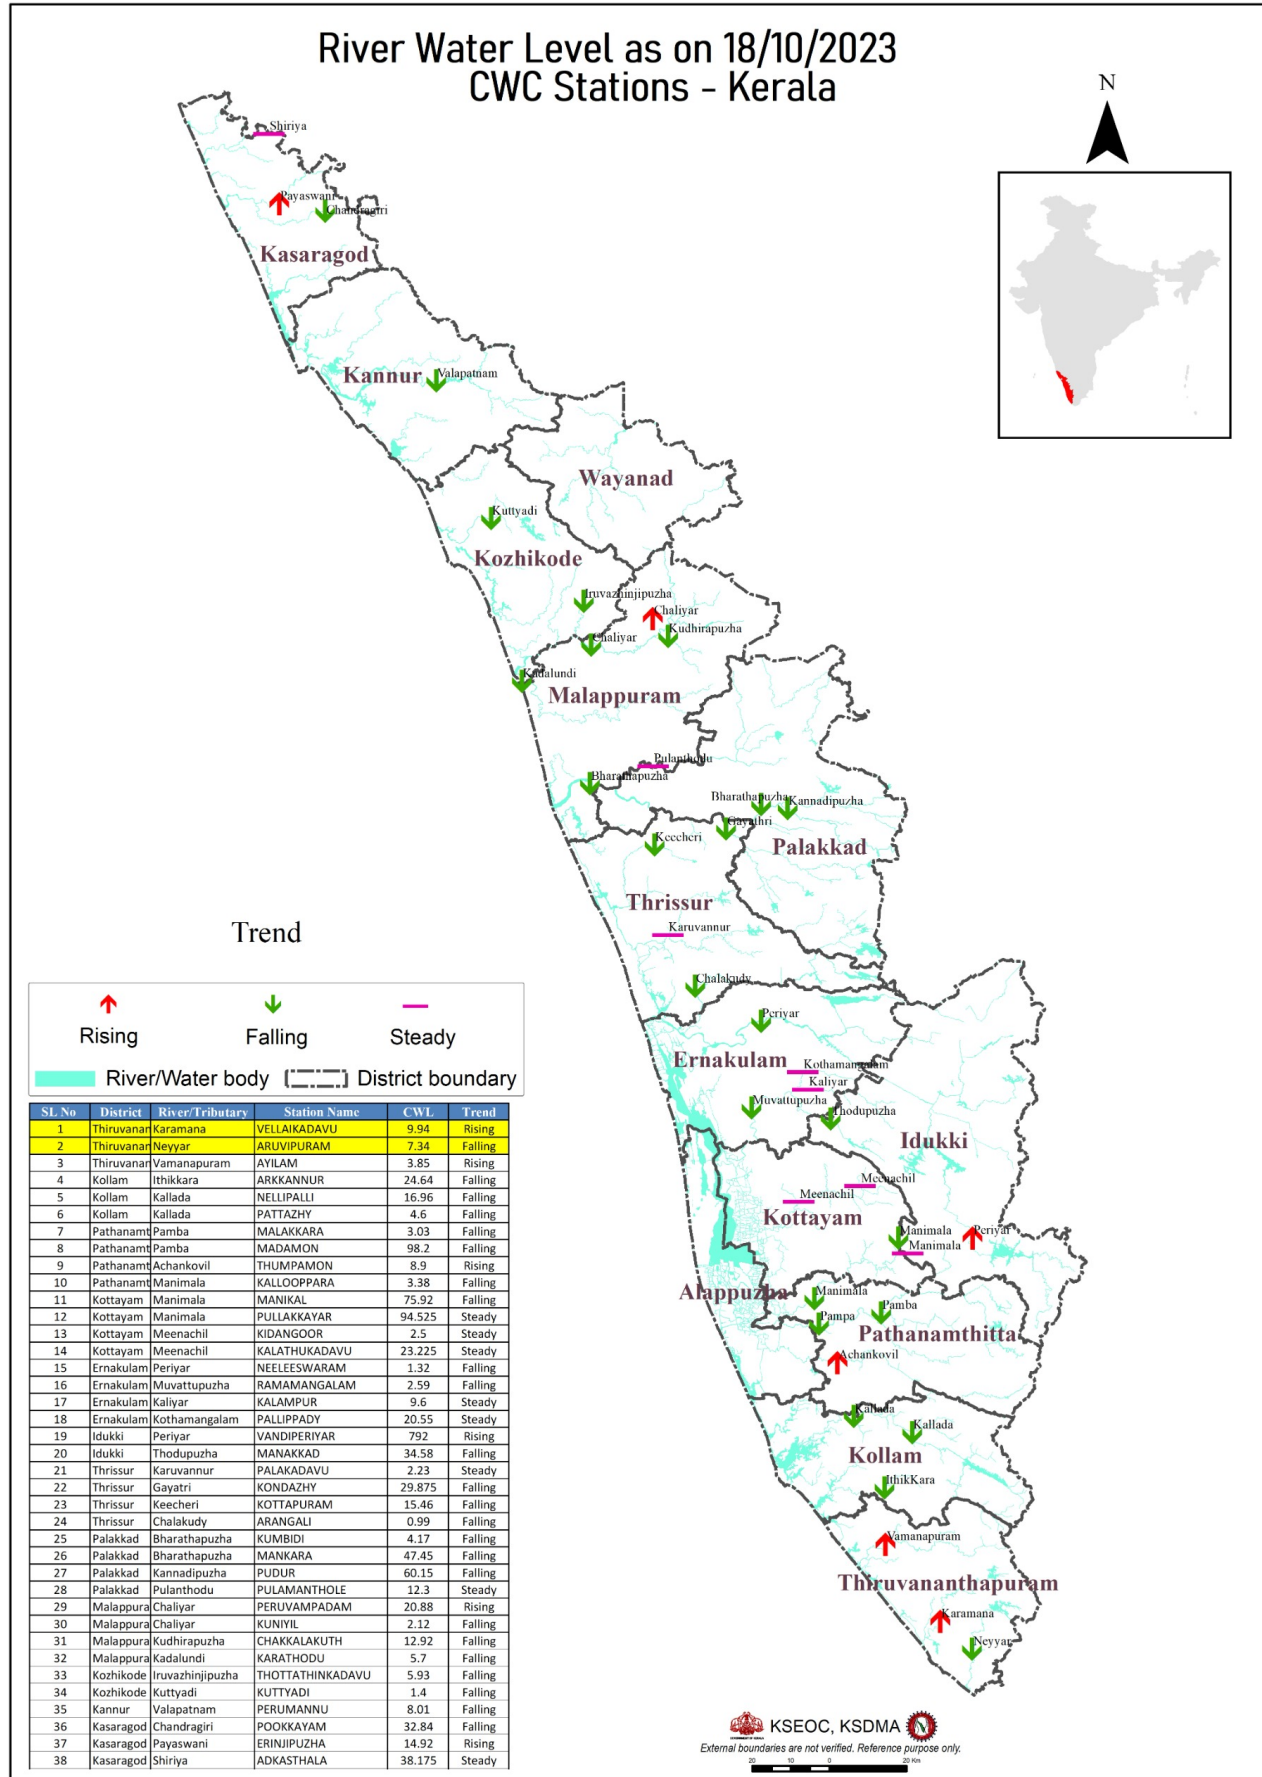 River Water Level as on 18/10/2023
CWC Stations - Kerala
N
Shiriya
Payaswani
Chandragiri
Kasaragod
Kannur
Valapatnam
Wayanad
Kuttyadi
Kozhikode
Iruvazhinjipuzha
Chaliyar
Kudhirapuzha
Chaliyar
Kadalundi
Malappuram
Pulanthodu
Bharathapuzha
Bharathapuzha
Kannadipuzha
Gayathri
Keecheri
Palakkad
Thrissur
Karuvannur
Chalakudy
Periyar
Ernakulam
Kothamangalam
Kaliyar
Muvattupuzha
Thodupuzha
Idukki
Meenachil
Meenachil
Kottayam
Manimala
Periyar
Manimala
Alappuzha
Manimala
Pamba
Pampa
Pathanamthitta
Achankovil
Kallada
Kallada
Kollam
IthikKara
Vamanapuram
Thiruvananthapuram
Karamana
Neyyar
Trend
Rising Falling Steady
River/Water body District boundary
SL No District River/Tributary Station Name CWL Trend
1 Thiruvanan Karamana VELLAIKADAVU 9.94 Rising
2 Thiruvanan Neyyar ARUVIPURAM 7.34 Falling
3 Thiruvanan Vamanapuram AYILAM 3.85 Rising
4 Kollam Ithikkara ARKKANNUR 24.64 Falling
5 Kollam Kallada NELLIPALLI 16.96 Falling
6 Kollam Kallada PATTAZHY 4.6 Falling
7 Pathanamt Pamba MALAKKARA 3.03 Falling
8 Pathanamt Pamba MADAMON 98.2 Falling
9 Pathanamt Achankovil THUMPAMON 8.9 Rising
10 Pathanamt Manimala KALLOOPPARA 3.38 Falling
11 Kottayam Manimala MANIKAL 75.92 Falling
12 Kottayam Manimala PULLAKKAYAR 94.525 Steady
13 Kottayam Meenachil KIDANGOOR 2.5 Steady
14 Kottayam Meenachil KALATHUKADAVU 23.225 Steady
15 Ernakulam Periyar NEELEESWARAM 1.32 Falling
16 Ernakulam Muvattupuzha RAMAMANGALAM 2.59 Falling
17 Ernakulam Kaliyar KALAMPUR 9.6 Steady
18 Ernakulam Kothamangalam PALLIPPADY 20.55 Steady
19 Idukki Periyar VANDIPERIYAR 792 Rising
20 Idukki Thodupuzha MANAKKAD 34.58 Falling
21 Thrissur Karuvannur PALAKADAVU 2.23 Steady
22 Thrissur Gayatri KONDAZHY 29.875 Falling
23 Thrissur Keecheri KOTTAPURAM 15.46 Falling
24 Thrissur Chalakudy ARANGALI 0.99 Falling
25 Palakkad Bharathapuzha KUMBIDI 4.17 Falling
26 Palakkad Bharathapuzha MANKARA 47.45 Falling
27 Palakkad Kannadipuzha PUDUR 60.15 Falling
28 Palakkad Pulanthodu PULAMANTHOLE 12.3 Steady
29 Malappura Chaliyar PERUVAMPADAM 20.88 Rising
30 Malappura Chaliyar KUNIYIL 2.12 Falling
31 Malappura Kudhirapuzha CHAKKALAKUTH 12.92 Falling
32 Malappura Kadalundi KARATHODU 5.7 Falling
33 Kozhikode Iruvazhinjipuzha THOTTATHINKADAVU 5.93 Falling
34 Kozhikode Kuttyadi KUTTYADI 1.4 Falling
35 Kannur Valapatnam PERUMANNU 8.01 Falling
36 Kasaragod Chandragiri POOKKAYAM 32.84 Falling
37 Kasaragod Payaswani ERINJIPUZHA 14.92 Rising
38 Kasaragod Shiriya ADKASTHALA 38.175 Steady
KSEOC, KSDMA
External boundaries are not verified. Reference purpose only.
20 10 0 20 Km